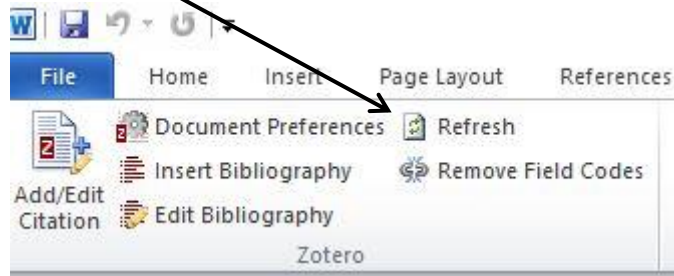 W
File Home Insert Page Layout References
Z Document Preferences Refresh
Z Insert Bibliography Remove Field Codes
Add/Edit
Citation Edit Bibliography
Zotero